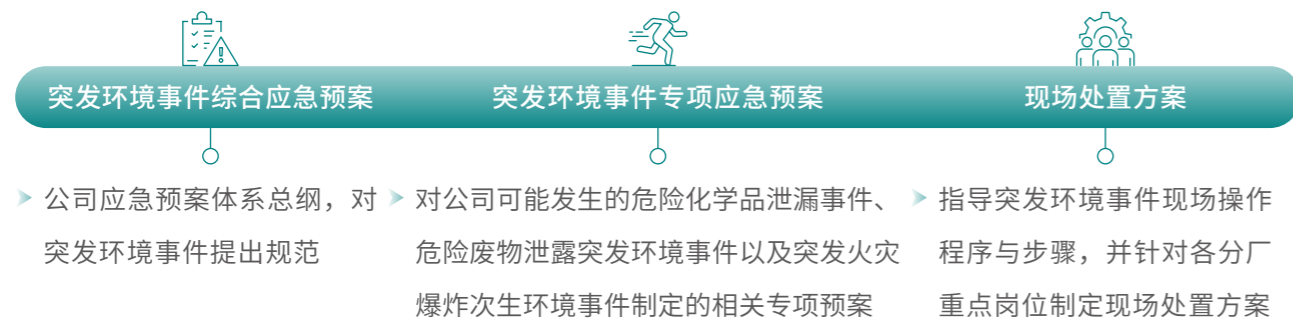 突发环境事件综合应急预案
突发环境事件专项应急预案
现场处置方案
公司应急预案体系总纲，对
突发环境事件提出规范
对公司可能发生的危险化学品泄漏事件、
危险废物泄露突发环境事件以及突发火灾
爆炸次生环境事件制定的相关专项预案
指导突发环境事件现场操作
程序与步骤，并针对各分厂
重点岗位制定现场处置方案